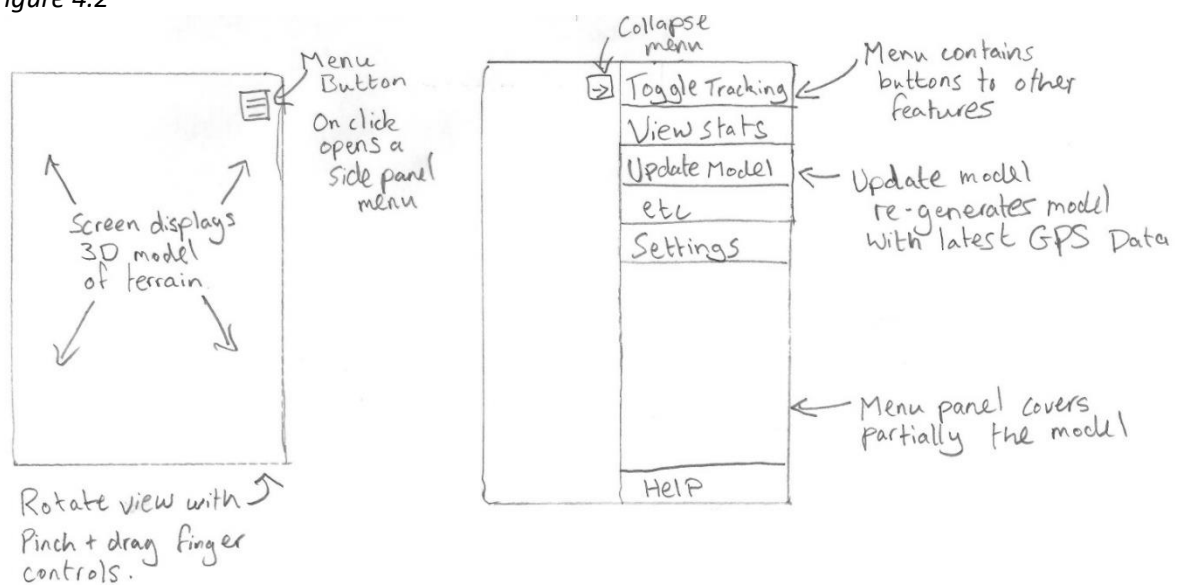 Figure 4.2
Menu
Button
On click
opens a
side panel
menu
Screen displays
3D model
of terrain.
Rotate view with
Pinch + drag finger
controls.
Collapse
menu
Toggle Tracking
View stats
Update Model
etc
Settings
Help
Menu contains
buttons to other
features
Update model
re-generates model
with latest GPS Data
Menu panel covers
partially the model